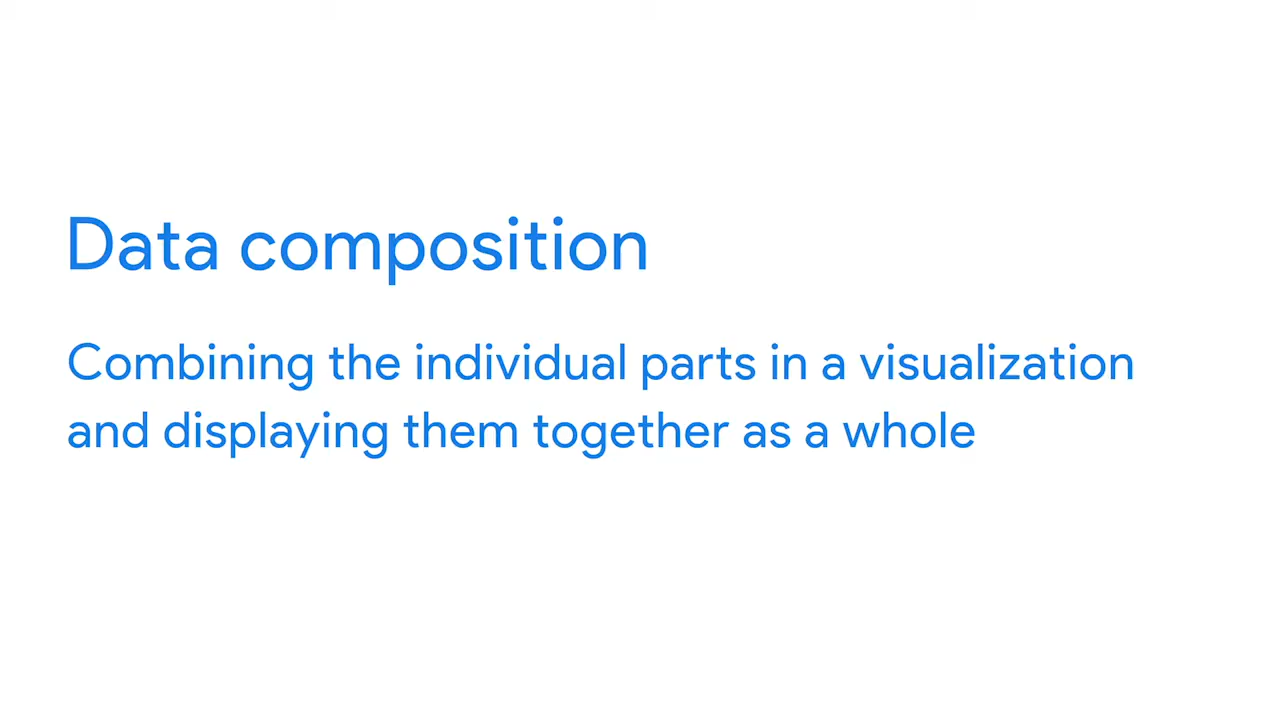 Data composition
Combining the individual parts in a visualization
and displaying them together as a whole